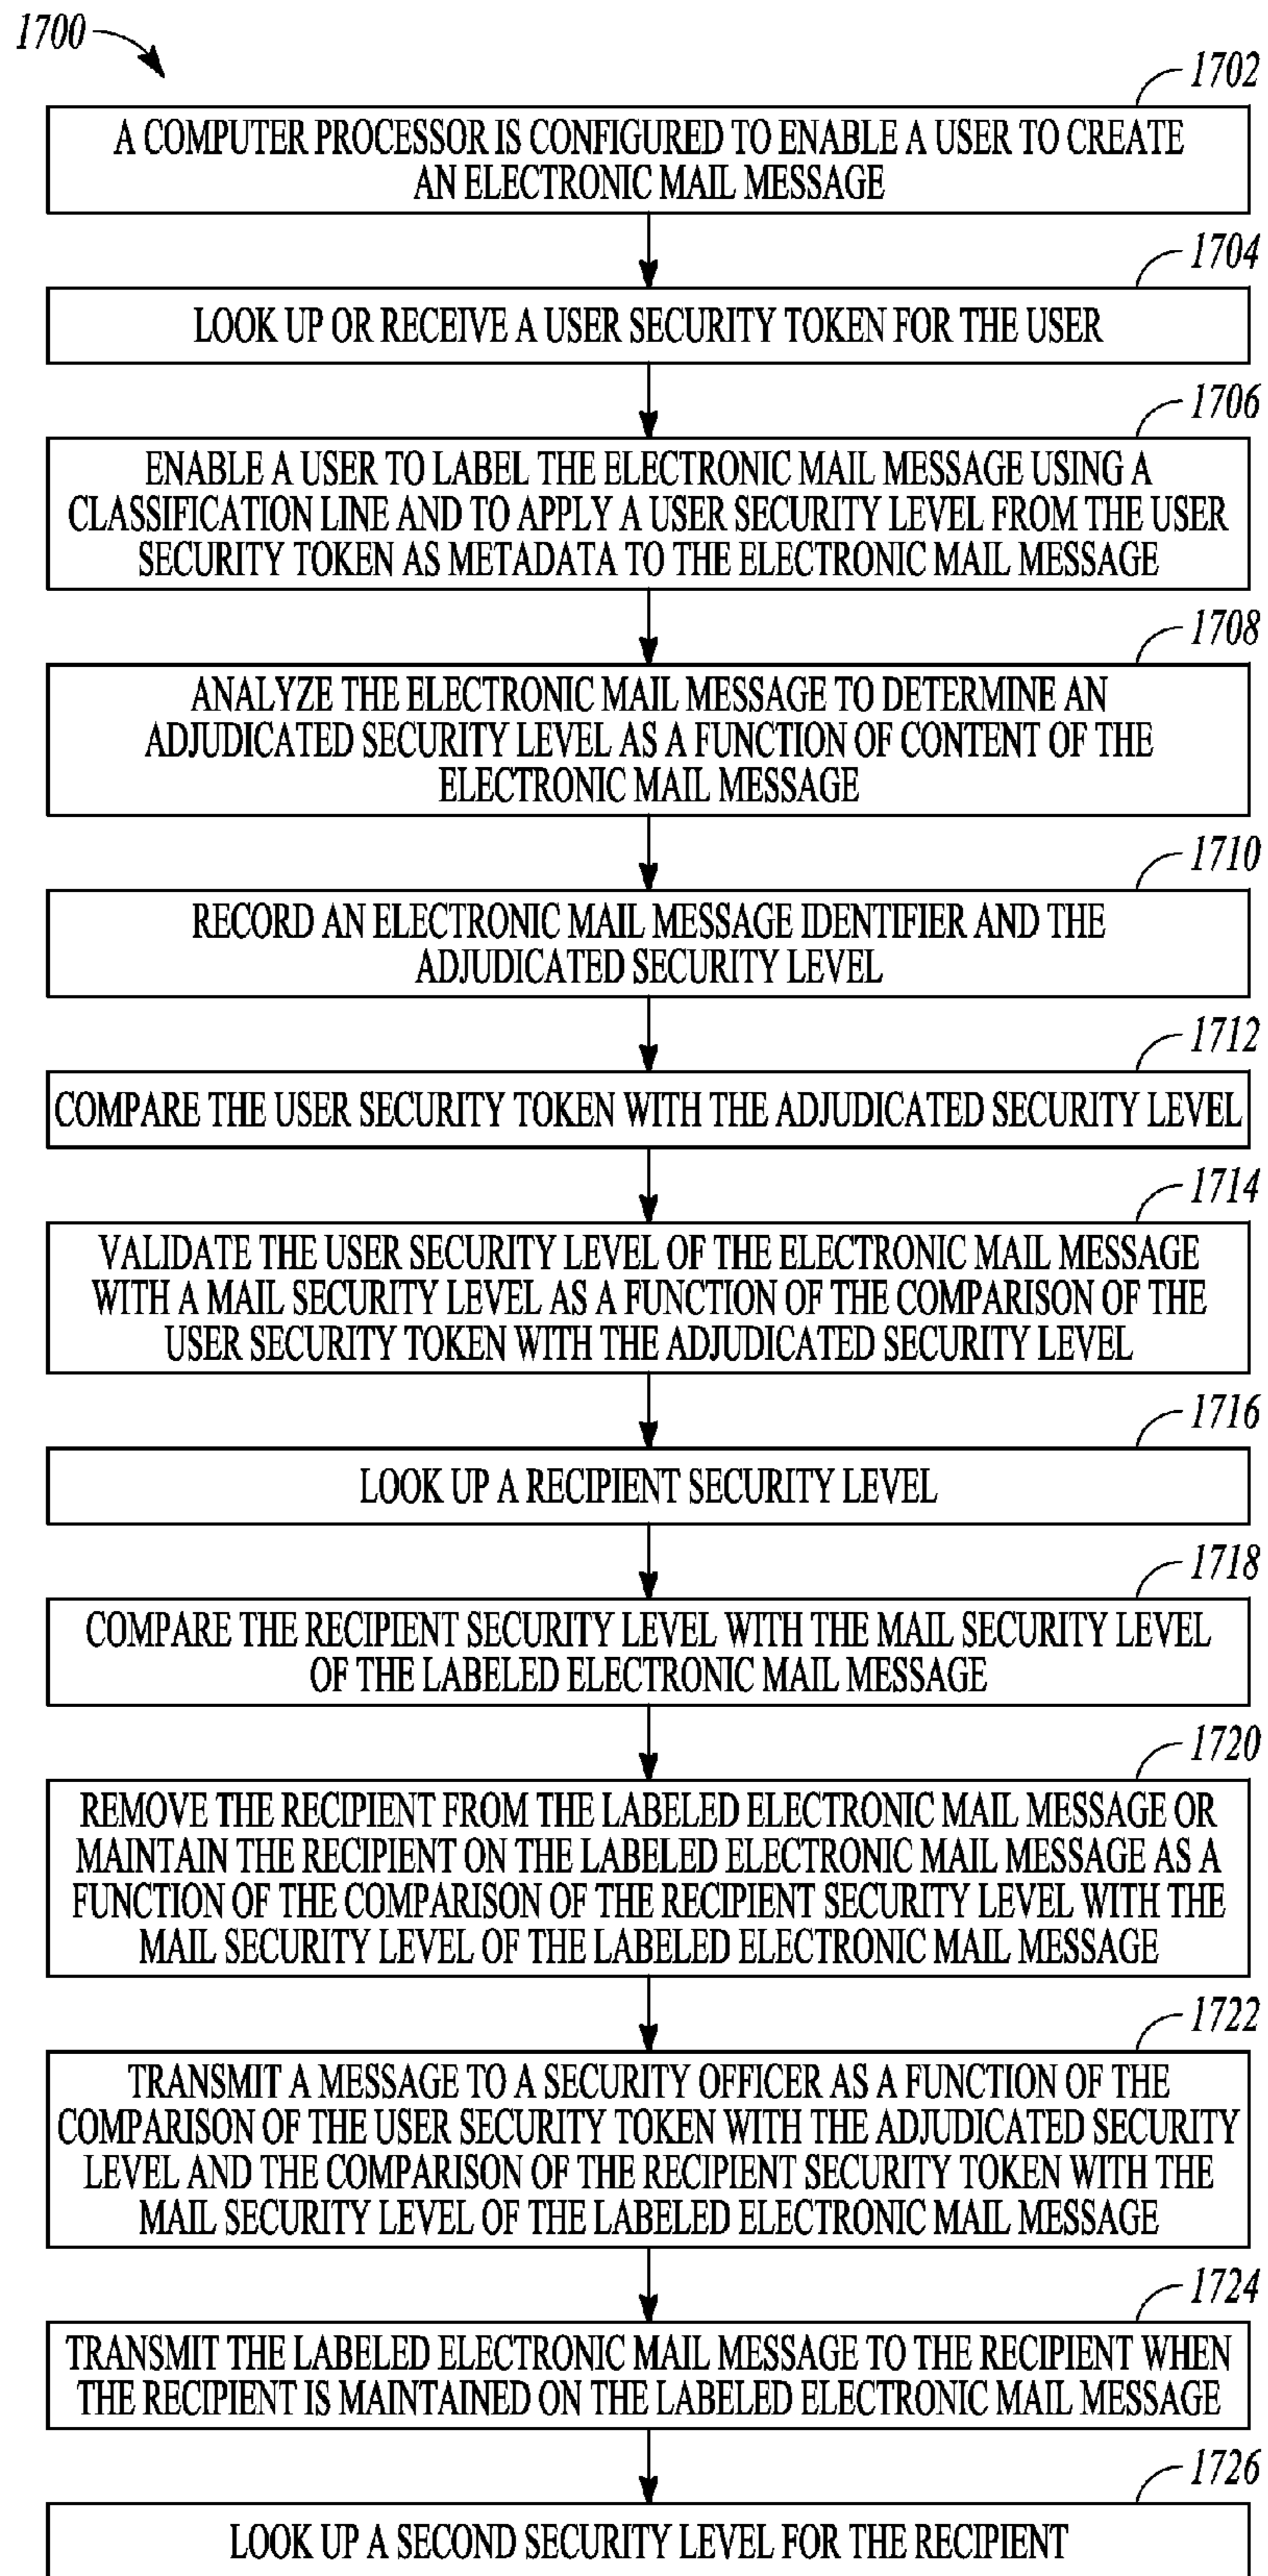 1700
1702
A COMPUTER PROCESSOR IS CONFIGURED TO ENABLE A USER TO CREATE
AN ELECTRONIC MAIL MESSAGE
1704
LOOK UP OR RECEIVE A USER SECURITY TOKEN FOR THE USER
1706
ENABLE A USER TO LABEL THE ELECTRONIC MAIL MESSAGE USING A
CLASSIFICATION LINE AND TO APPLY A USER SECURITY LEVEL FROM THE USER
SECURITY TOKEN AS METADATA TO THE ELECTRONIC MAIL MESSAGE
1708
ANALYZE THE ELECTRONIC MAIL MESSAGE TO DETERMINE AN
ADJUDICATED SECURITY LEVEL AS A FUNCTION OF CONTENT OF THE
ELECTRONIC MAIL MESSAGE
1710
RECORD AN ELECTRONIC MAIL MESSAGE IDENTIFIER AND THE
ADJUDICATED SECURITY LEVEL
1712
COMPARE THE USER SECURITY TOKEN WITH THE ADJUDICATED SECURITY LEVEL
1714
VALIDATE THE USER SECURITY LEVEL OF THE ELECTRONIC MAIL MESSAGE
WITH A MAIL SECURITY LEVEL AS A FUNCTION OF THE COMPARISON OF THE
USER SECURITY TOKEN WITH THE ADJUDICATED SECURITY LEVEL
1716
LOOK UP A RECIPIENT SECURITY LEVEL
1718
COMPARE THE RECIPIENT SECURITY LEVEL WITH THE MAIL SECURITY LEVEL
OF THE LABELED ELECTRONIC MAIL MESSAGE
1720
REMOVE THE RECIPIENT FROM THE LABELED ELECTRONIC MAIL MESSAGE OR
MAINTAIN THE RECIPIENT ON THE LABELED ELECTRONIC MAIL MESSAGE AS A
FUNCTION OF THE COMPARISON OF THE RECIPIENT SECURITY LEVEL WITH THE
MAIL SECURITY LEVEL OF THE LABELED ELECTRONIC MAIL MESSAGE
1722
TRANSMIT A MESSAGE TO A SECURITY OFFICER AS A FUNCTION OF THE
COMPARISON OF THE USER SECURITY TOKEN WITH THE ADJUDICATED SECURITY
LEVEL AND THE COMPARISON OF THE RECIPIENT SECURITY TOKEN WITH THE
MAIL SECURITY LEVEL OF THE LABELED ELECTRONIC MAIL MESSAGE
1724
TRANSMIT THE LABELED ELECTRONIC MAIL MESSAGE TO THE RECIPIENT WHEN
THE RECIPIENT IS MAINTAINED ON THE LABELED ELECTRONIC MAIL MESSAGE
1726
LOOK UP A SECOND SECURITY LEVEL FOR THE RECIPIENT